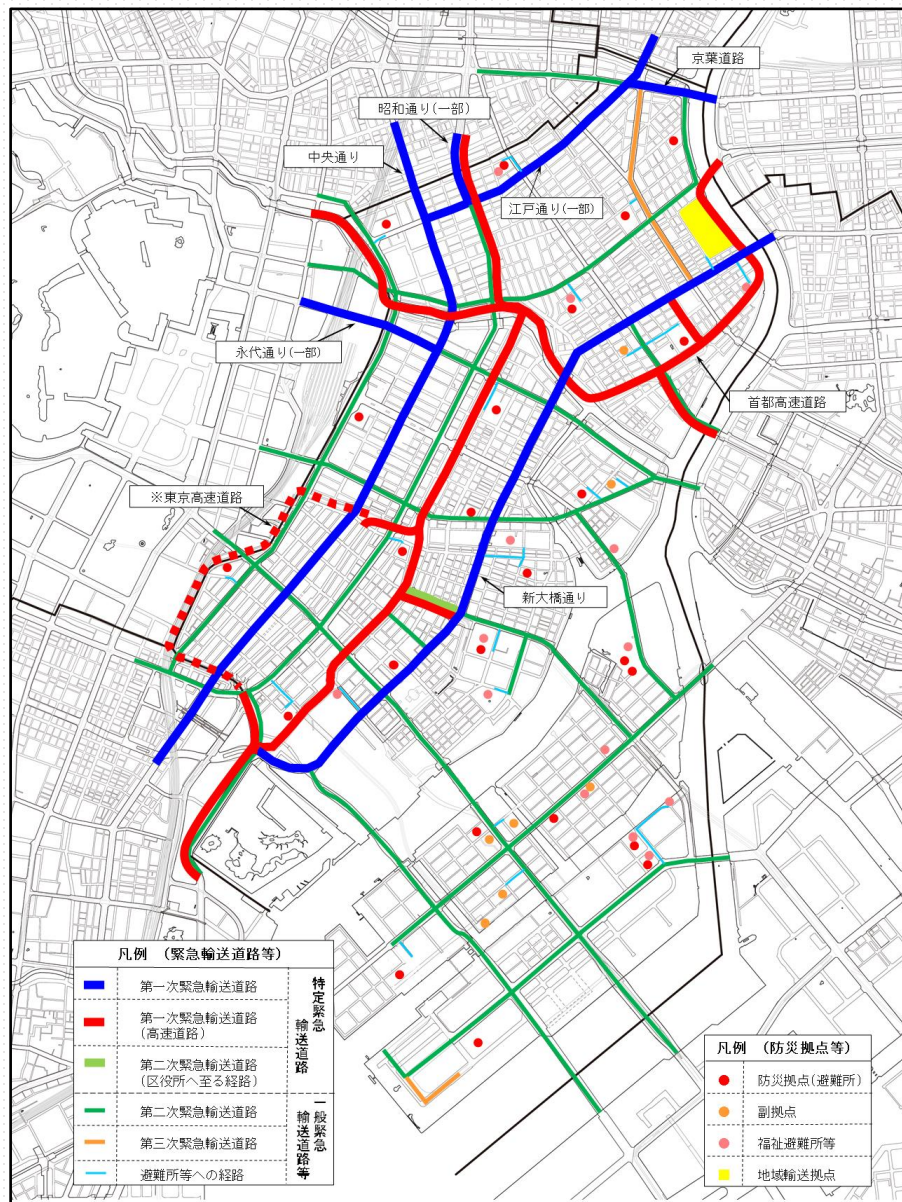 京葉道路
昭和通り(一部)
中央通り
江戸通り(一部)
永代通り(一部)
首都高速道路
※東京高速道路
新大橋通り
凡例 (緊急輸送道路等)
第一次緊急輸送道路
第一次緊急輸送道路
(高速道路)
第二次緊急輸送道路
(区役所へ至る経路)
特定緊急
輸送道路
第二次緊急輸送道路
第三次緊急輸送道路
避難所等への経路
一般緊急
輸送道路等
凡例 (防災拠点等)
防災拠点(避難所)
副拠点
福祉避難所等
地域輸送拠点